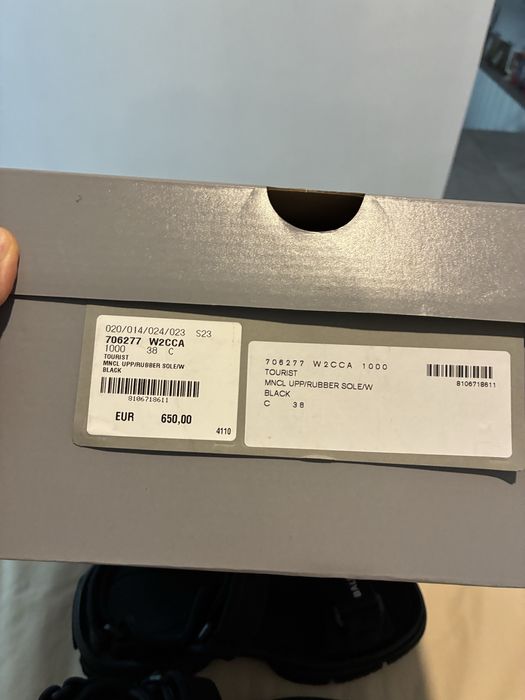 020/014/024/023 S23
706277 W2CCA
1000 38 C
TOURIST
MNCL UPP/RUBBER SOLE/W
BLACK
8106718611
EUR 650,00
4110
706277 W2CCA 1000
TOURIST
MNCL UPP/RUBBER SOLE/W
BLACK
C 38
8106718611